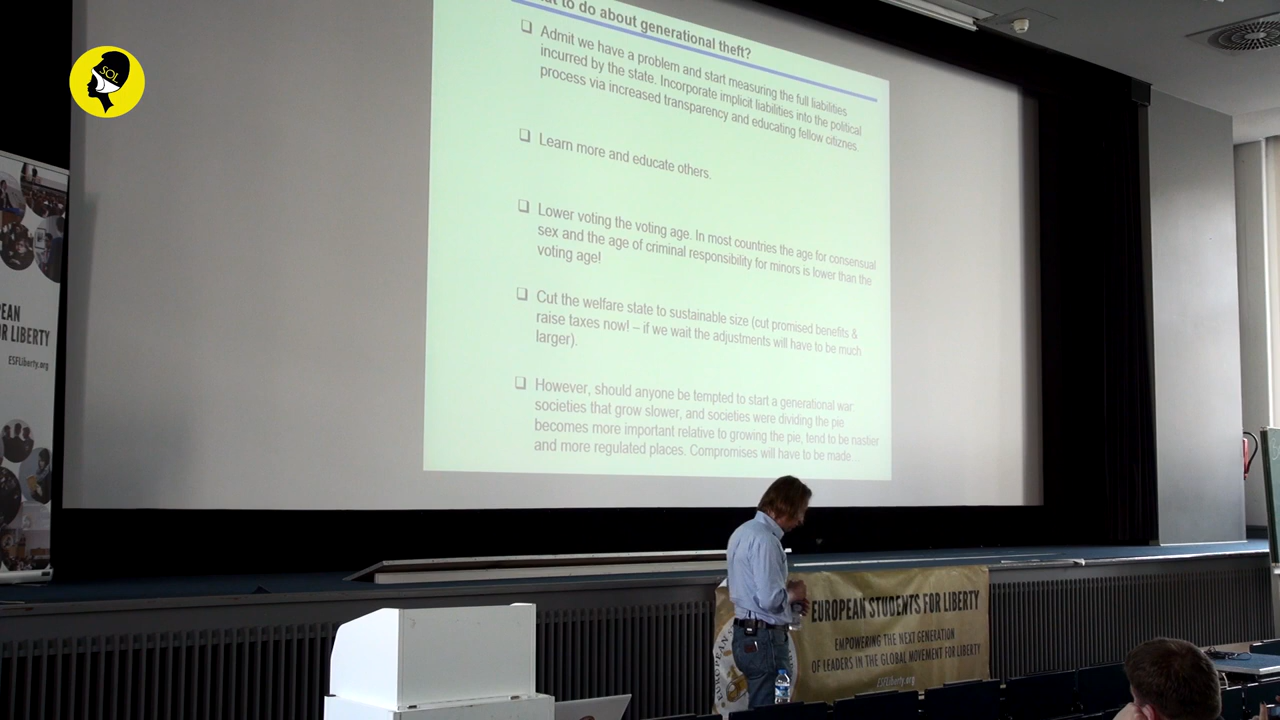 SOL
at to do about generational theft?
❑ Admit we have a problem and start measuring the full liabilities
incurred by the state. Incorporate implicit liabilities into the political
process via increased transparency and educating fellow citiznes.
❑ Learn more and educate others.
❑ Lower voting the voting age. In most countries the age for consensual
sex and the age of criminal responsibility for minors is lower than the
voting age!
❑ Cut the welfare state to sustainable size (cut promised benefits &
raise taxes now! – if we wait the adjustments will have to be much
larger).
❑ However, should anyone be tempted to start a generational war:
societies that grow slower, and societies were dividing the pie
becomes more important relative to growing the pie, tend to be nastier
and more regulated places. Compromises will have to be made
PEAN
OR LIBERTY
ESFLiberty.org
EUROPEAN STUDENTS FOR LIBERTY
EMPOWERING THE NEXT GENERATION
OF LEADERS IN THE GLOBAL MOVEMENT FOR LIBERTY
ESFLiberty.org
EUROPEAN